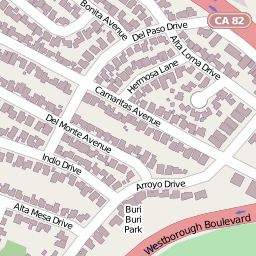 Bonita Avenue
Del Paso Drive
CA 82
Alta Loma Drive
Hermosa Lane
Camaritas Avenue
Del Monte Avenue
Indio Drive
Arroyo Drive
Alta Mesa Drive
Buri
Buri
Park
Westborough Boulevard